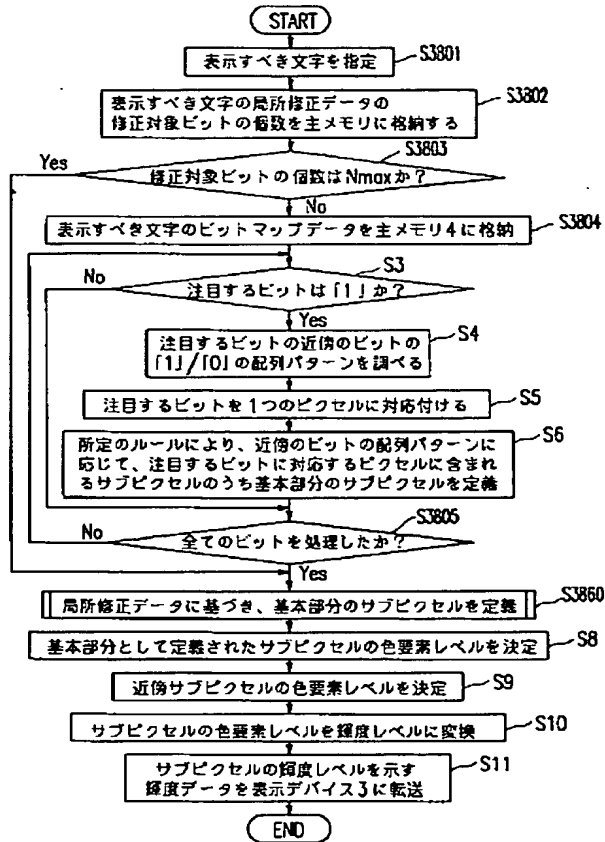 START
表示すべき文字を指定
S3801
表示すべき文字の局所修正データの
修正対象ビットの個数を主メモリに格納する
S3802
S3803
Yes
修正対象ビットの個数はNmaxか？
No
表示すべき文字のビットマップデータを主メモリ4に格納
S3804
S3
No
注目するビットは「1」か？
Yes
注目するビットの近傍のビットの
「1」/「0」の配列パターンを調べる
S4
注目するビットを1つのピクセルに対応付ける
S5
所定のルールにより、近傍のビットの配列パターンに
応じて、注目するビットに対応するピクセルに含まれ
るサブピクセルのうち基本部分のサブピクセルを定義
S6
S3805
No
全てのビットを処理したか？
Yes
局所修正データに基づき、基本部分のサブピクセルを定義
S3860
基本部分として定義されたサブピクセルの色要素レベルを決定
S8
近傍サブピクセルの色要素レベルを決定
S9
サブピクセルの色要素レベルを輝度レベルに変換
S10
サブピクセルの輝度レベルを示す
輝度データを表示デバイス3に転送
S11
END